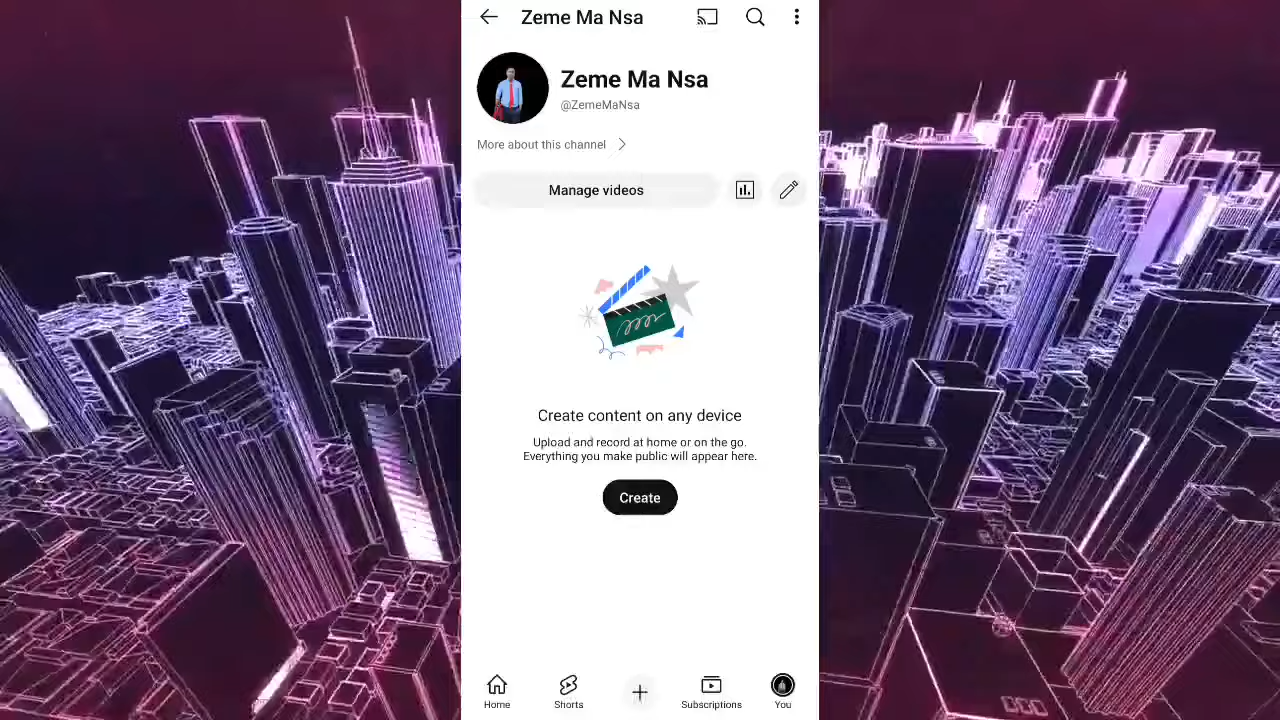 Zeme Ma Nsa
Zeme Ma Nsa
@ZemeMaNsa
More about this channel
Manage videos
Create content on any device
Upload and record at home or on the go.
Everything you make public will appear here.
Create
Home
Shorts
Subscriptions
You